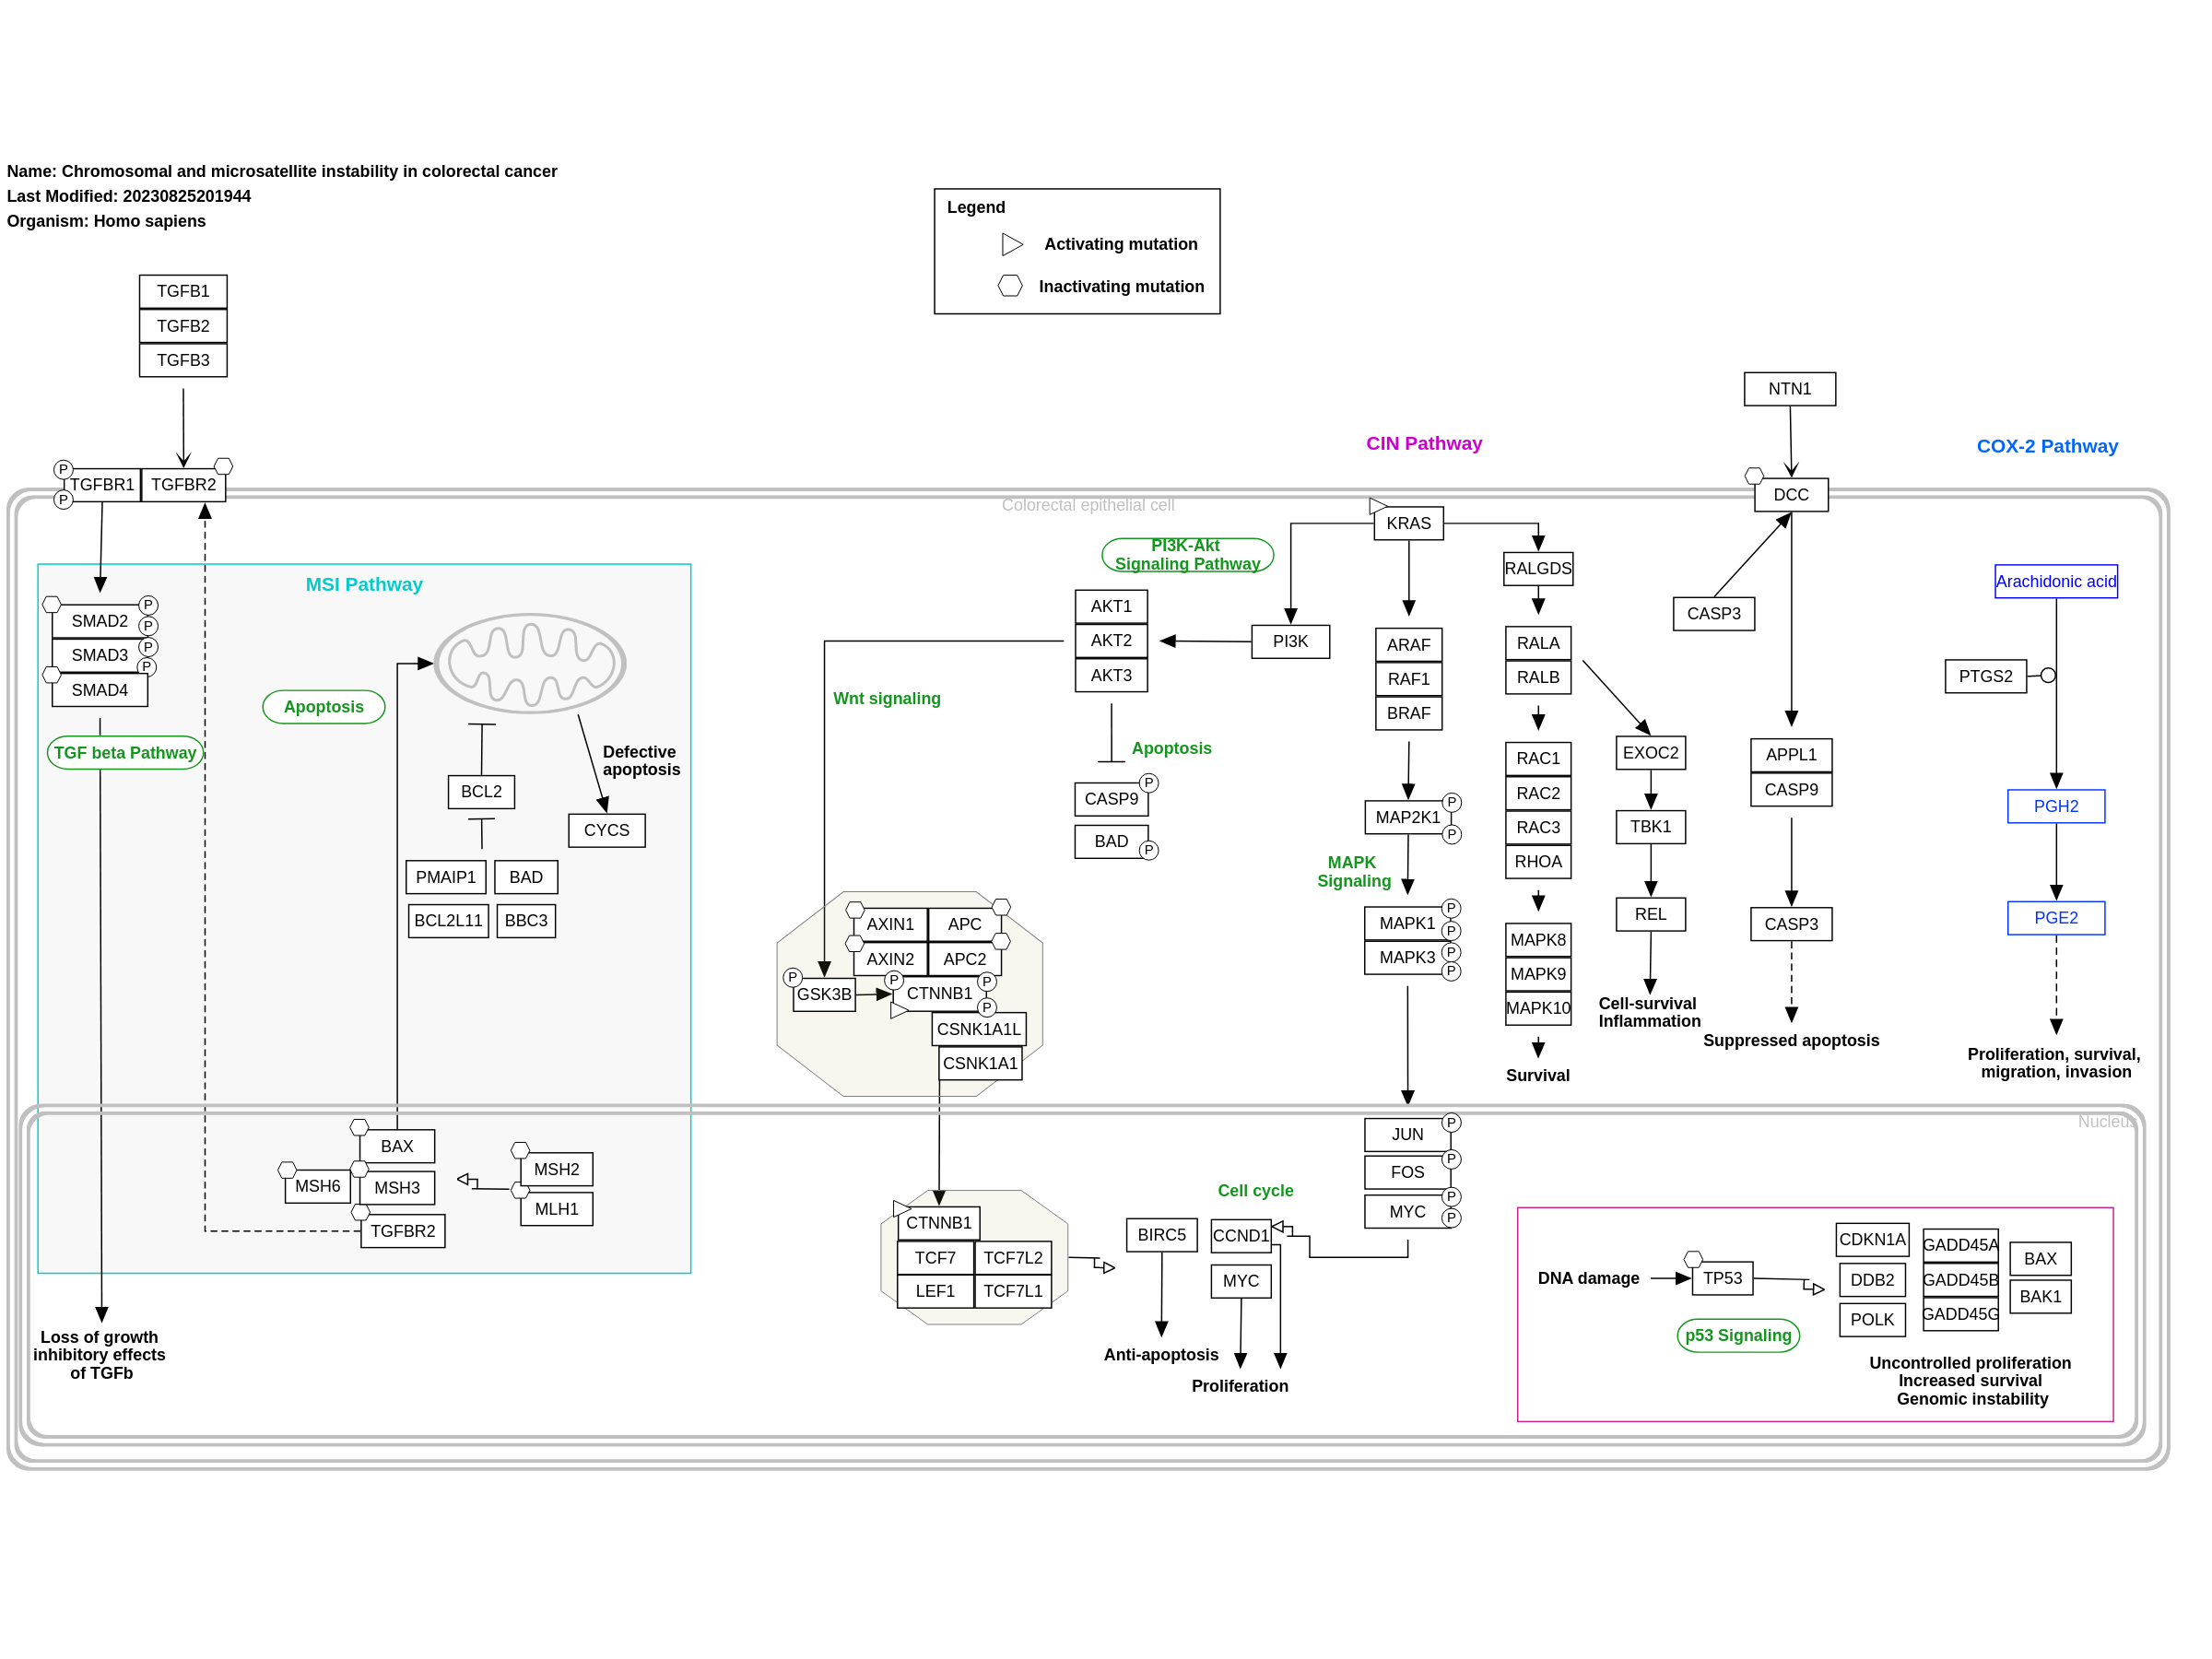 Name: Chromosomal and microsatellite instability in colorectal cancer
Last Modified: 20230825201944
Organism: Homo sapiens
Legend
Activating mutation
Inactivating mutation
TGFB1
TGFB2
TGFB3
NTN1
CIN Pathway
COX-2 Pathway
P
TGFBR1
TGFBR2
P
DCC
Colorectal epithelial cell
KRAS
PI3K-Akt
Signaling Pathway
RALGDS
MSI Pathway
Arachidonic acid
SMAD2
P
P
SMAD3
P
P
SMAD4
AKT1
AKT2
AKT3
PI3K
ARAF
RAF1
BRAF
RALA
RALB
CASP3
PTGS2
Apoptosis
Wnt signaling
TGF beta Pathway
Defective
apoptosis
Apoptosis
BCL2
CYCS
CASP9
P
BAD
P
MAP2K1
P
P
RAC1
RAC2
RAC3
RHOA
EXOC2
TBK1
REL
APPL1
CASP9
CASP3
PGH2
PGE2
PMAIP1
BAD
BCL2L11
BBC3
MAPK
Signaling
AXIN1
APC
AXIN2
APC2
P
GSK3B
P
CTNNB1
P
P
CSNK1A1L
CSNK1A1
MAPK1
P
P
MAPK3
P
P
MAPK8
MAPK9
MAPK10
Cell-survival
Inflammation
Survival
Suppressed apoptosis
Proliferation, survival,
migration, invasion
Nucleus
BAX
MSH6
MSH3
TGFBR2
MSH2
MLH1
JUN
P
FOS
P
MYC
P
P
Cell cycle
CTNNB1
TCF7
TCF7L2
LEF1
TCF7L1
BIRC5
CCND1
MYC
DNA damage
TP53
CDKN1A
DDB2
POLK
GADD45A
GADD45B
GADD45G
BAX
BAK1
p53 Signaling
Loss of growth
inhibitory effects
of TGFb
Anti-apoptosis
Proliferation
Uncontrolled proliferation
Increased survival
Genomic instability